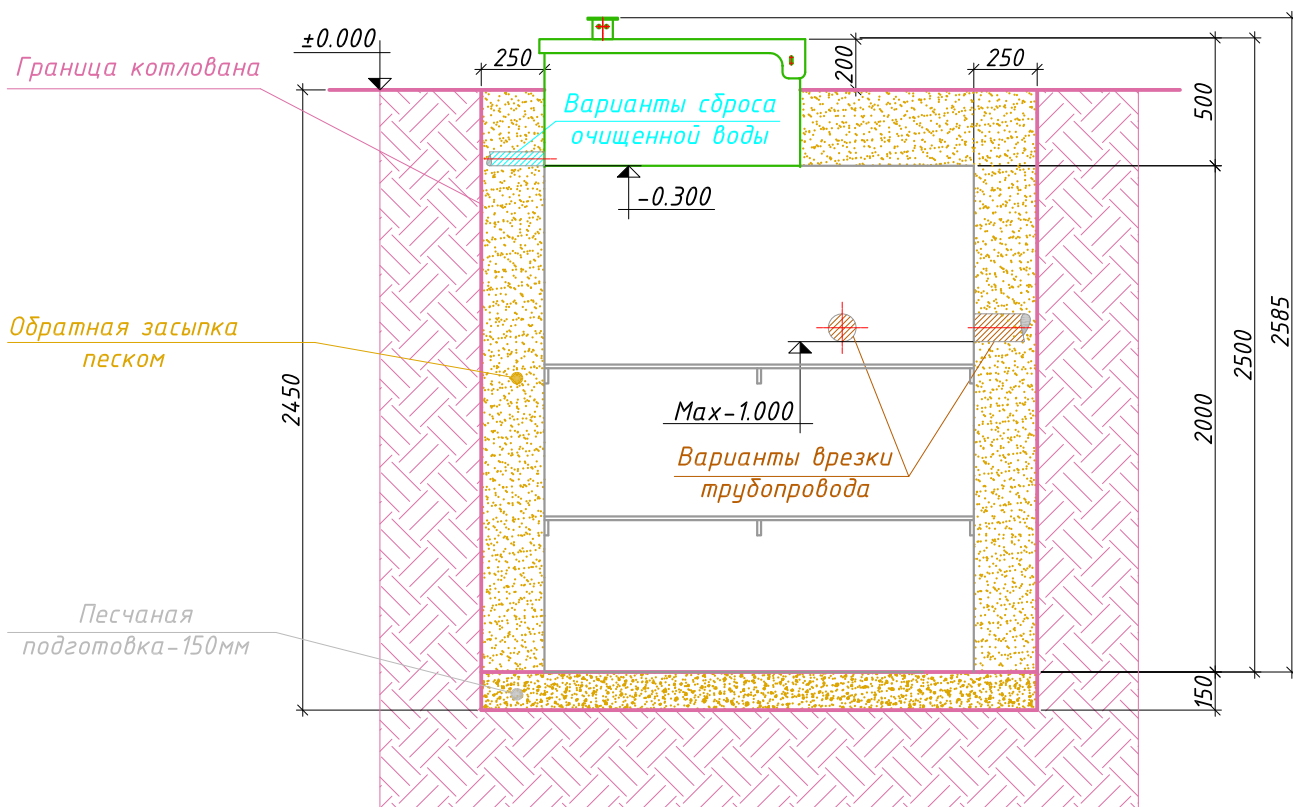 ±0.000
Граница котлована
250
200
250
500
Варианты сброса
очищенной воды
-0.300
Обратная засыпка
песком
2450
2585
2500
2000
Max-1.000
Варианты врезки
трубопровода
Песчаная
подготовка-150мм
150